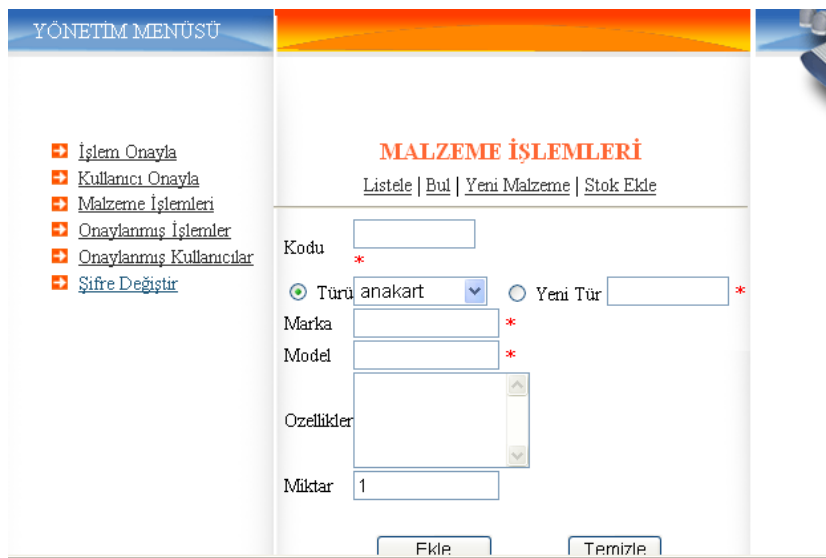 YÖNETİM MENÜSÜ
İşlem Onayla
Kullanıcı Onayla
Malzeme İşlemleri
Onaylanmış İşlemler
Onaylanmış Kullanıcılar
Şifre Değiştir
MALZEME İŞLEMLERİ
Listele | Bul | Yeni Malzeme | Stok Ekle
Kodu
*
Türü anakart Yeni Tür *
Marka *
Model *
Ozellikler
Miktar 1
Ekle Temizle